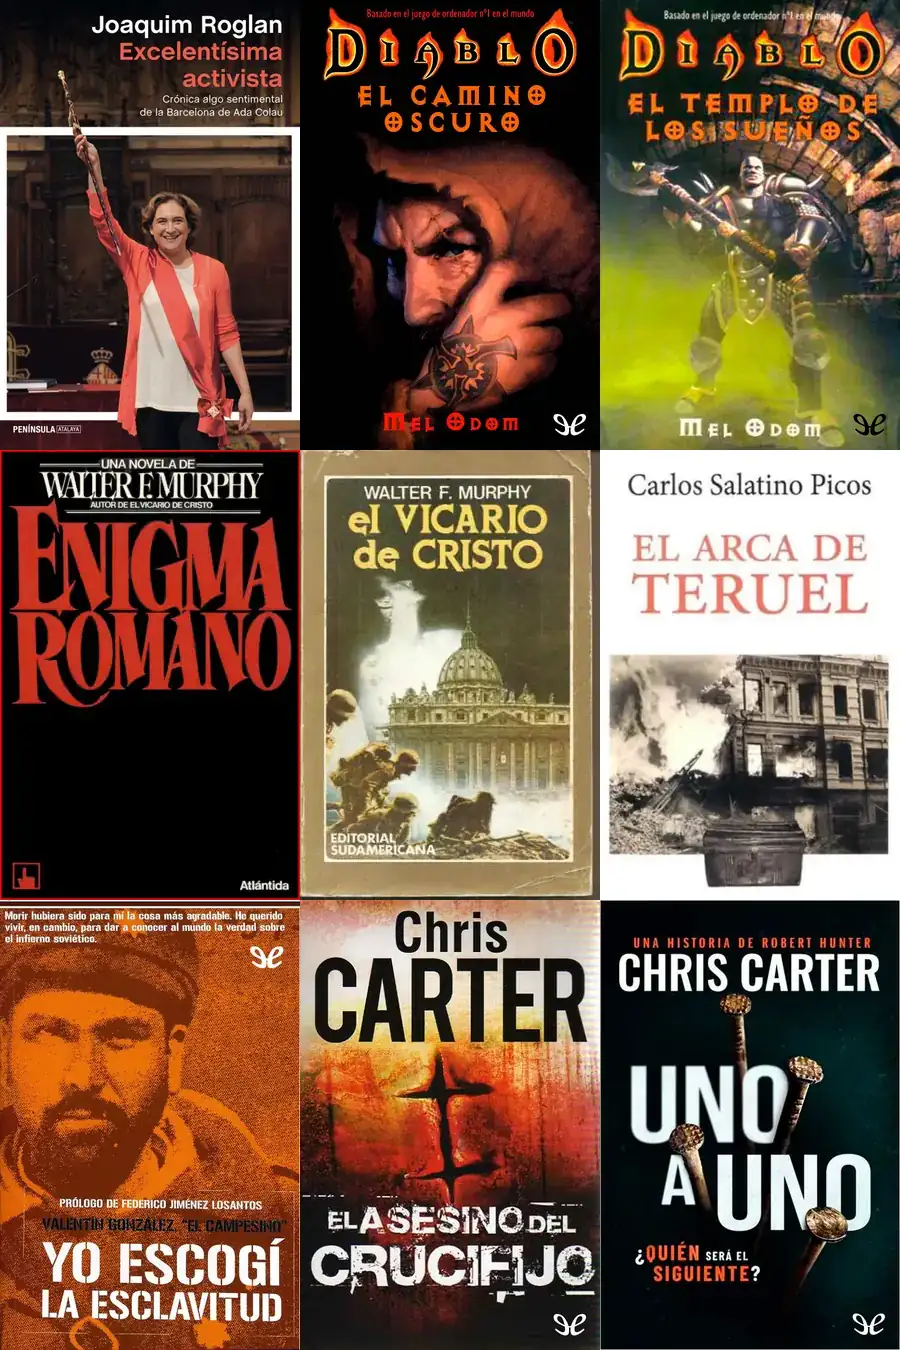 Joaquim Roglan
Excelentísima
activista
Crónica algo sentimental
de la Barcelona de Ada Colau
PENÍNSULA ATALAYA
Basado en el juego de ordenador nº1 en el mundo
DIABLO
EL CAMINO
OSCURO
MEL ODOM
Basado en el juego de ordenador nº1 en el mundo
DIABLO
EL TEMPLO DE
LOS SUEÑOS
MEL ODOM
UNA NOVELA DE
WALTER F. MURPHY
AUTOR DE EL VICARIO DE CRISTO
ENIGMA
ROMANO
Atlántida
WALTER F. MURPHY
el VICARIO
de CRISTO
EDITORIAL
SUDAMERICANA
Carlos Salatino Picos
EL ARCA DE
TERUEL
Morir hubiera sido para mí la cosa más agradable. He querido
vivir, en cambio, para dar a conocer al mundo la verdad sobre
el infierno soviético.
PRÓLOGO DE FEDERICO JIMÉNEZ LOSANTOS
VALENTÍN GONZÁLEZ, "EL CAMPESINO"
YO ESCOGÍ
LA ESCLAVITUD
Chris
CARTER
EL ASESINO DEL
CRUCIFIJO
UNA HISTORIA DE ROBERT HUNTER
CHRIS CARTER
UNO
A UNO
¿QUIÉN SERÁ EL
SIGUIENTE?